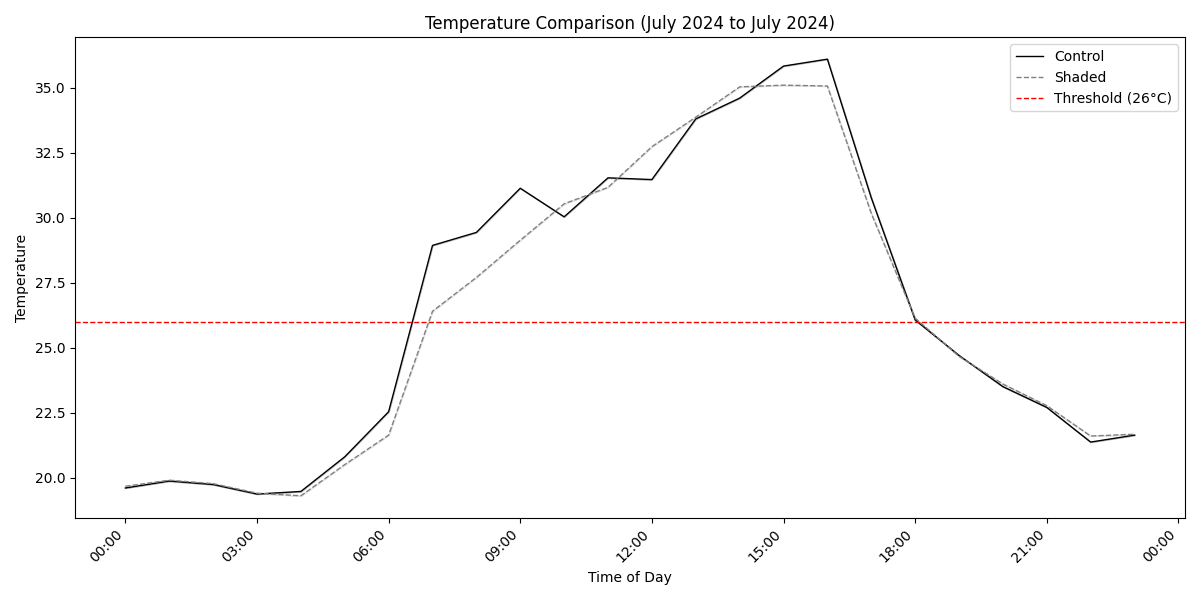 Temperature Comparison (July 2024 to July 2024)
Control
Shaded
Threshold (26°C)
Temperature
35.0
32.5
30.0
27.5
25.0
22.5
20.0
00:00
03:00
06:00
09:00
12:00
15:00
18:00
21:00
00:00
Time of Day